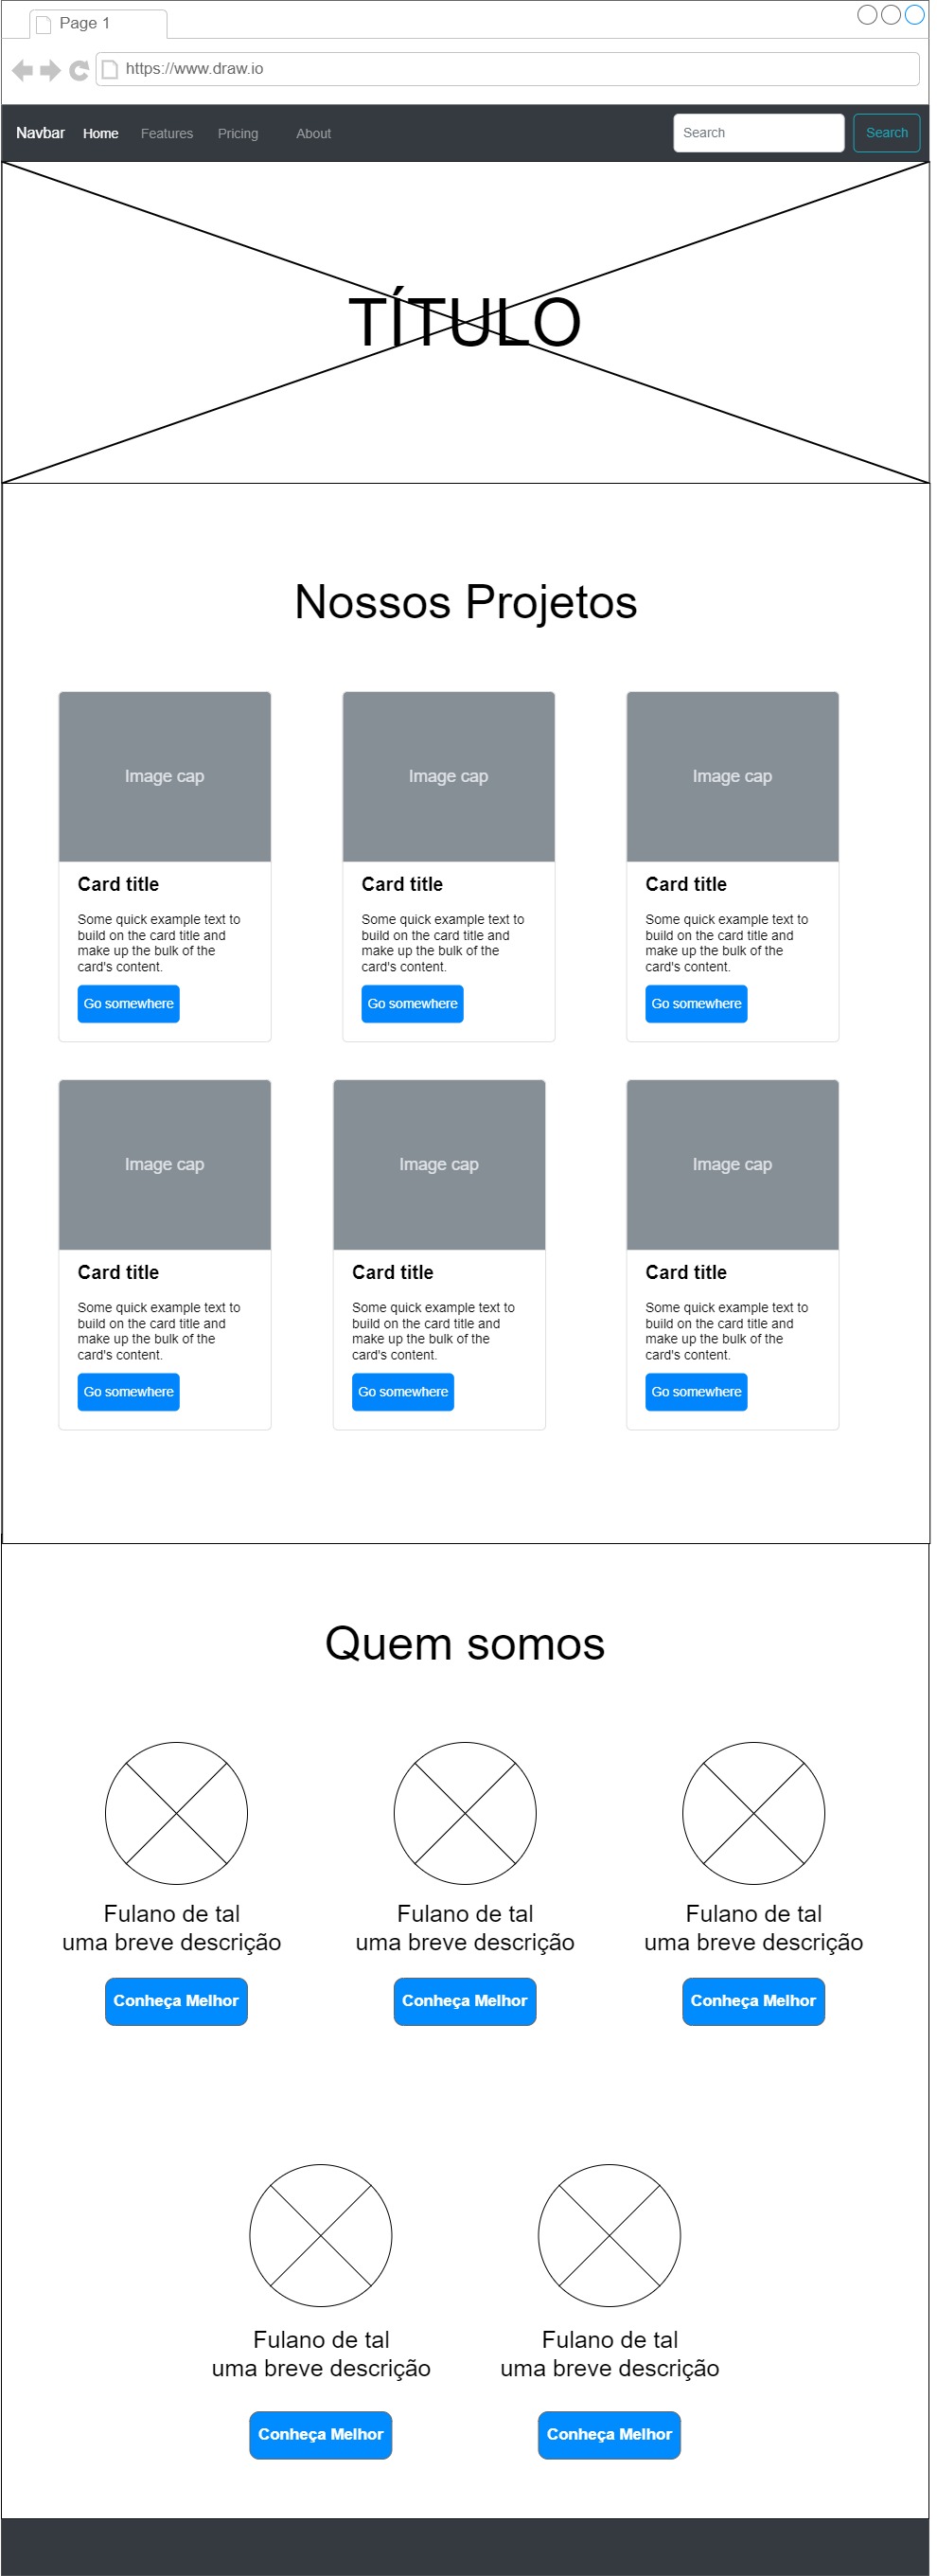 Page 1
https://www.draw.io
Navbar Home Features Pricing About Search Search
TÍTULO
Nossos Projetos
Image cap Image cap Image cap
Card title Card title Card title
Some quick example text to Some quick example text to Some quick example text to
build on the card title and build on the card title and build on the card title and
make up the bulk of the make up the bulk of the make up the bulk of the
card's content. card's content. card's content.
Go somewhere Go somewhere Go somewhere
Image cap Image cap Image cap
Card title Card title Card title
Some quick example text to Some quick example text to Some quick example text to
build on the card title and build on the card title and build on the card title and
make up the bulk of the make up the bulk of the make up the bulk of the
card's content. card's content. card's content.
Go somewhere Go somewhere Go somewhere
Quem somos
Fulano de tal Fulano de tal Fulano de tal
uma breve descrição uma breve descrição uma breve descrição
Conheça Melhor Conheça Melhor Conheça Melhor
Fulano de tal Fulano de tal
uma breve descrição uma breve descrição
Conheça Melhor Conheça Melhor